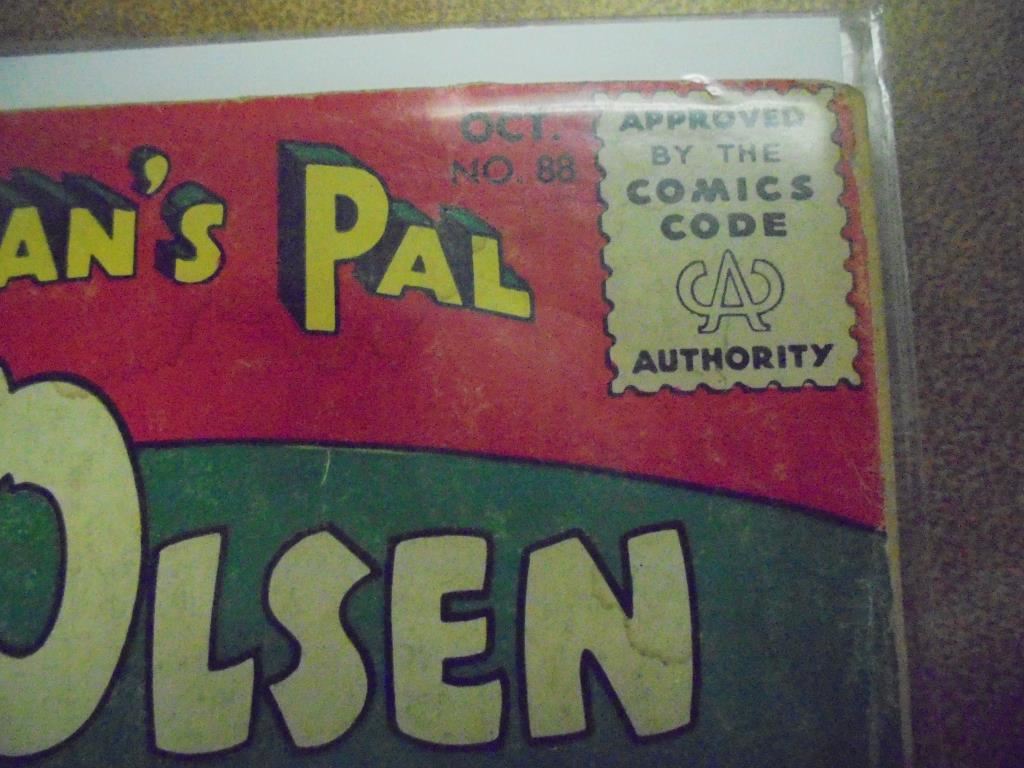 AN'S PAL
OLSEN
OCT.
NO. 88
APPROVED
BY THE
COMICS
CODE
CA
AUTHORITY